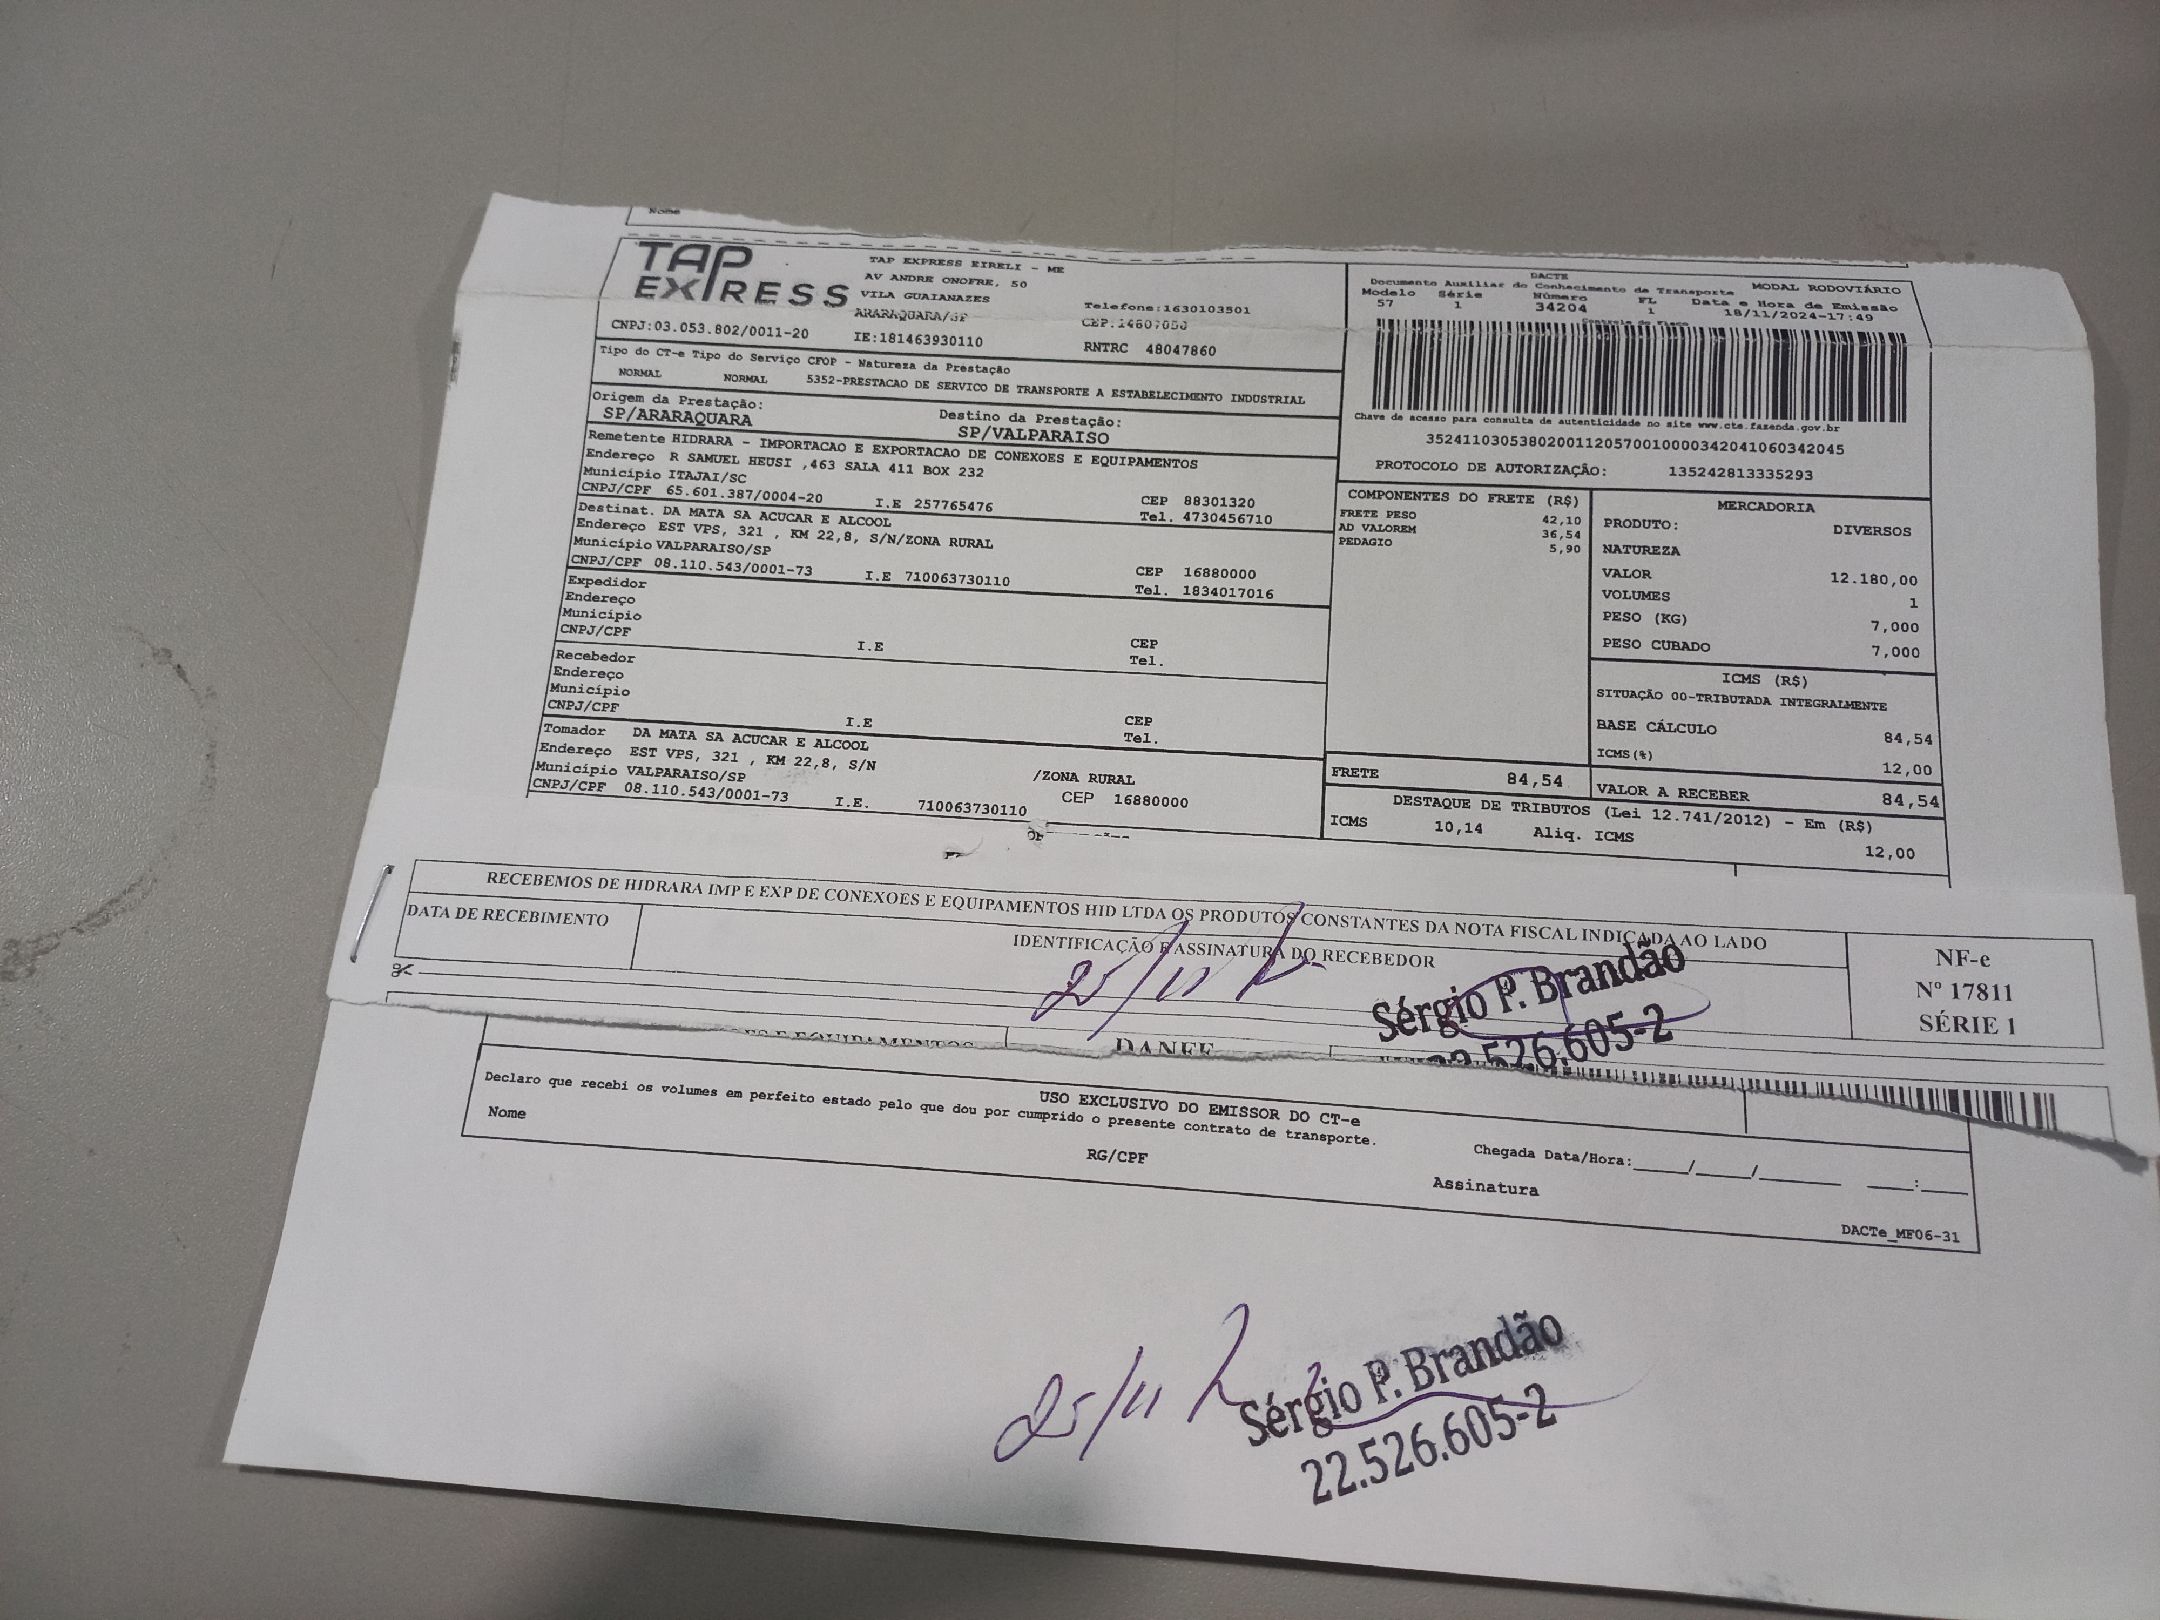 Nome
TAP EXPRESS
TAP EXPRESS EIRELI - ME
AV ANDRE ONOFRE, 50
VILA GUAIANAZES
ARARAQUARA/SP
Telefone:1630103501
CNPJ:03.053.802/0011-20 IE:181463930110 RNTRC 48047860
DACTE
Documento Auxiliar do Conhecimento de Transporte MODAL RODOVIÁRIO
Modelo Série Número FL Data e Hora de Emissão
57 1 34204 1 18/11/2024-17:49
Controle do Fisco
Chave de acesso para consulta de autenticidade no site www.cte.fazenda.gov.br
35241103053802001120570010000342041060342045
PROTOCOLO DE AUTORIZAÇÃO: 135242813335293
Tipo do CT-e Tipo do Serviço CFOP - Natureza da Prestação
NORMAL NORMAL 5352-PRESTACAO DE SERVICO DE TRANSPORTE A ESTABELECIMENTO INDUSTRIAL
Origem da Prestação: Destino da Prestação:
SP/ARARAQUARA SP/VALPARAISO
Remetente HIDRARA - IMPORTACAO E EXPORTACAO DE CONEXOES E EQUIPAMENTOS
Endereço R SAMUEL HEUSI ,463 SALA 411 BOX 232
Município ITAJAI/SC CEP 88301320
CNPJ/CPF 65.601.387/0004-20 I.E 257765476 Tel. 4730456710
Destinat. DA MATA SA ACUCAR E ALCOOL
Endereço EST VPS, 321 , KM 22,8, S/N/ZONA RURAL
Município VALPARAISO/SP CEP 16880000
CNPJ/CPF 08.110.543/0001-73 I.E 710063730110 Tel. 1834017016
Expedidor
Endereço
Município CEP
CNPJ/CPF I.E Tel.
Recebedor
Endereço
Município CEP
CNPJ/CPF I.E Tel.
Tomador DA MATA SA ACUCAR E ALCOOL
Endereço EST VPS, 321 , KM 22,8, S/N /ZONA RURAL
Município VALPARAISO/SP CEP 16880000
CNPJ/CPF 08.110.543/0001-73 I.E. 710063730110
COMPONENTES DO FRETE (R$)
FRETE PESO 42,10
AD VALOREM 36,54
PEDAGIO 5,90
FRETE 84,54
MERCADORIA
PRODUTO: DIVERSOS
NATUREZA
VALOR 12.180,00
VOLUMES 1
PESO (KG) 7,000
PESO CUBADO 7,000
ICMS (R$)
SITUAÇÃO 00-TRIBUTADA INTEGRALMENTE
BASE CÁLCULO 84,54
ICMS(%) 12,00
VALOR A RECEBER 84,54
DESTAQUE DE TRIBUTOS (Lei 12.741/2012) - Em (R$)
ICMS 10,14 Aliq. ICMS 12,00
RECEBEMOS DE HIDRARA IMP E EXP DE CONEXOES E EQUIPAMENTOS HID LTDA OS PRODUTOS CONSTANTES DA NOTA FISCAL INDICADA AO LADO
DATA DE RECEBIMENTO
IDENTIFICAÇÃO E ASSINATURA DO RECEBEDOR
NF-e
Nº 17811
SÉRIE 1
25/11
Sérgio P. Brandão
22.526.605-2
DANFE
USO EXCLUSIVO DO EMISSOR DO CT-e
Declaro que recebi os volumes em perfeito estado pelo que dou por cumprido o presente contrato de transporte.
Nome RG/CPF Assinatura
Chegada Data/Hora:____/____/______ ___:___
DACTe_MF06-31
25/11
Sérgio P. Brandão
22.526.605-2